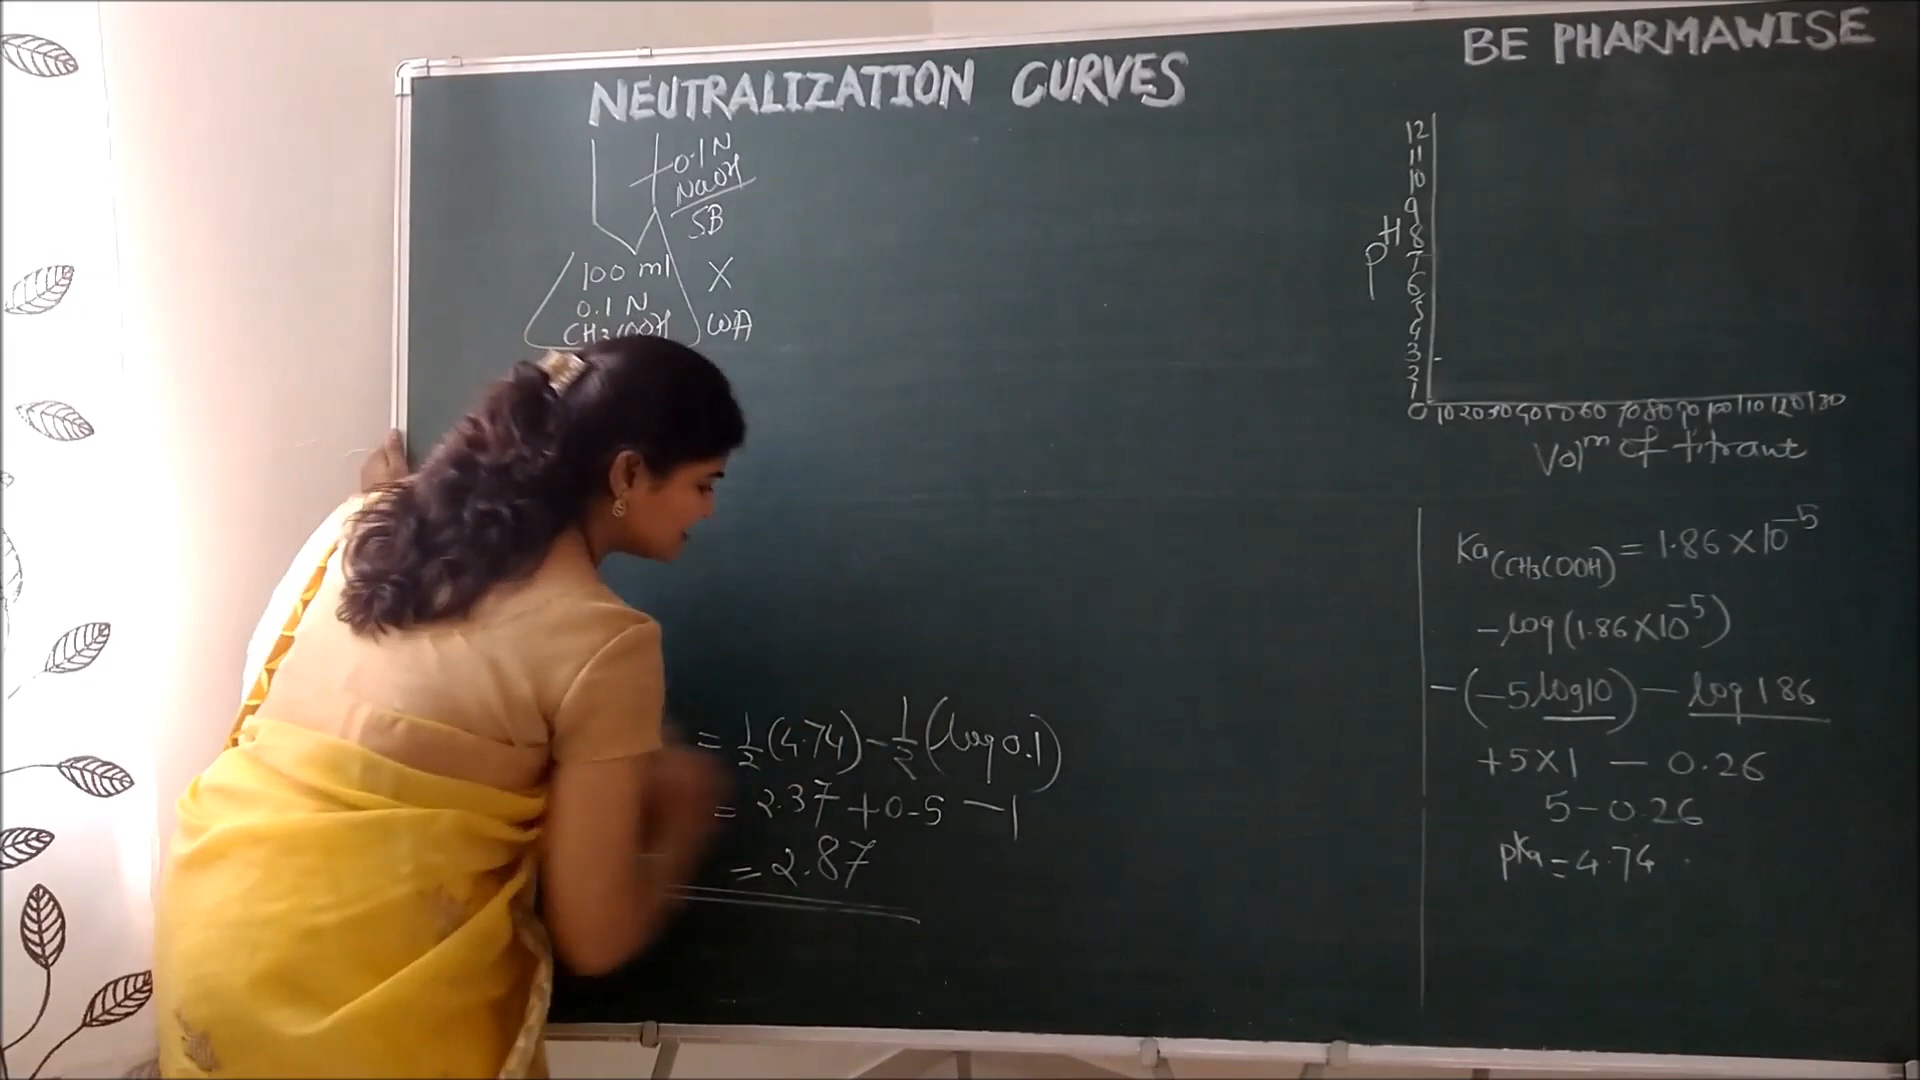 NEUTRALIZATION CURVES
BE PHARMAWISE
0.1N
NaOH
SB
100 ml
X
0.1 N
CH3COOH
WA
12
11
10
9
8
7
6
5
4
3
2
1
pH
0 10 20 30 40 50 60 70 80 90 100 110 120 130
Volm of titrant
Ka(CH3COOH) = 1.86 × 10⁻⁵
-log(1.86×10⁻⁵)
-(-5log10) - log186
+5×1 - 0.26
5-0.26
pKa = 4.74
= 1/2(4.74) - 1/2(log 0.1)
= 2.37 + 0.5 - 1
= 2.87